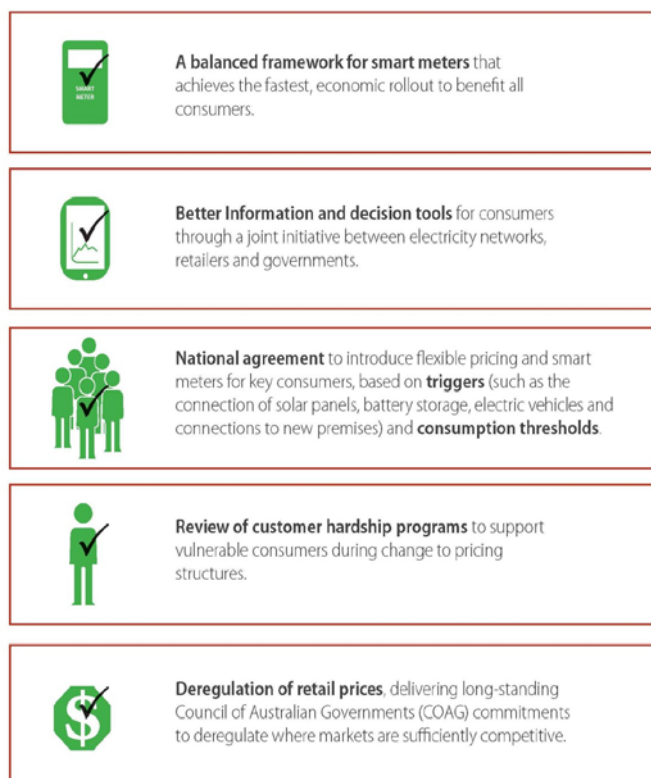 SMART
METER
A balanced framework for smart meters that
achieves the fastest, economic rollout to benefit all
consumers.
Better Information and decision tools for consumers
through a joint initiative between electricity networks,
retailers and governments.
National agreement to introduce flexible pricing and smart
meters for key consumers, based on triggers (such as the
connection of solar panels, battery storage, electric vehicles and
connections to new premises) and consumption thresholds.
Review of customer hardship programs to support
vulnerable consumers during change to pricing
structures.
$
Deregulation of retail prices, delivering long-standing
Council of Australian Governments (COAG) commitments
to deregulate where markets are sufficiently competitive.